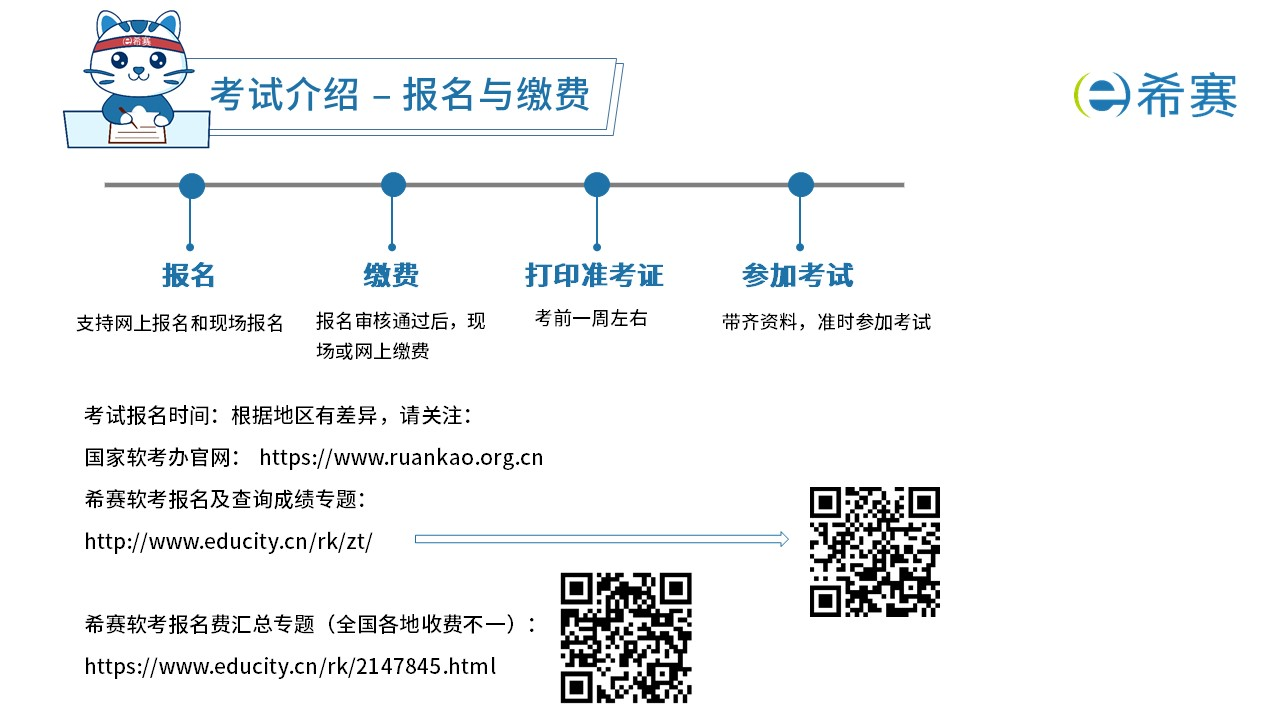 希赛
考试介绍 – 报名与缴费
希赛
报名
缴费
打印准考证
参加考试
支持网上报名和现场报名
报名审核通过后，现
场或网上缴费
考前一周左右
带齐资料，准时参加考试
考试报名时间：根据地区有差异，请关注：
国家软考办官网： https://www.ruankao.org.cn
希赛软考报名及查询成绩专题：
http://www.educity.cn/rk/zt/
希赛软考报名费汇总专题（全国各地收费不一）：
https://www.educity.cn/rk/2147845.html